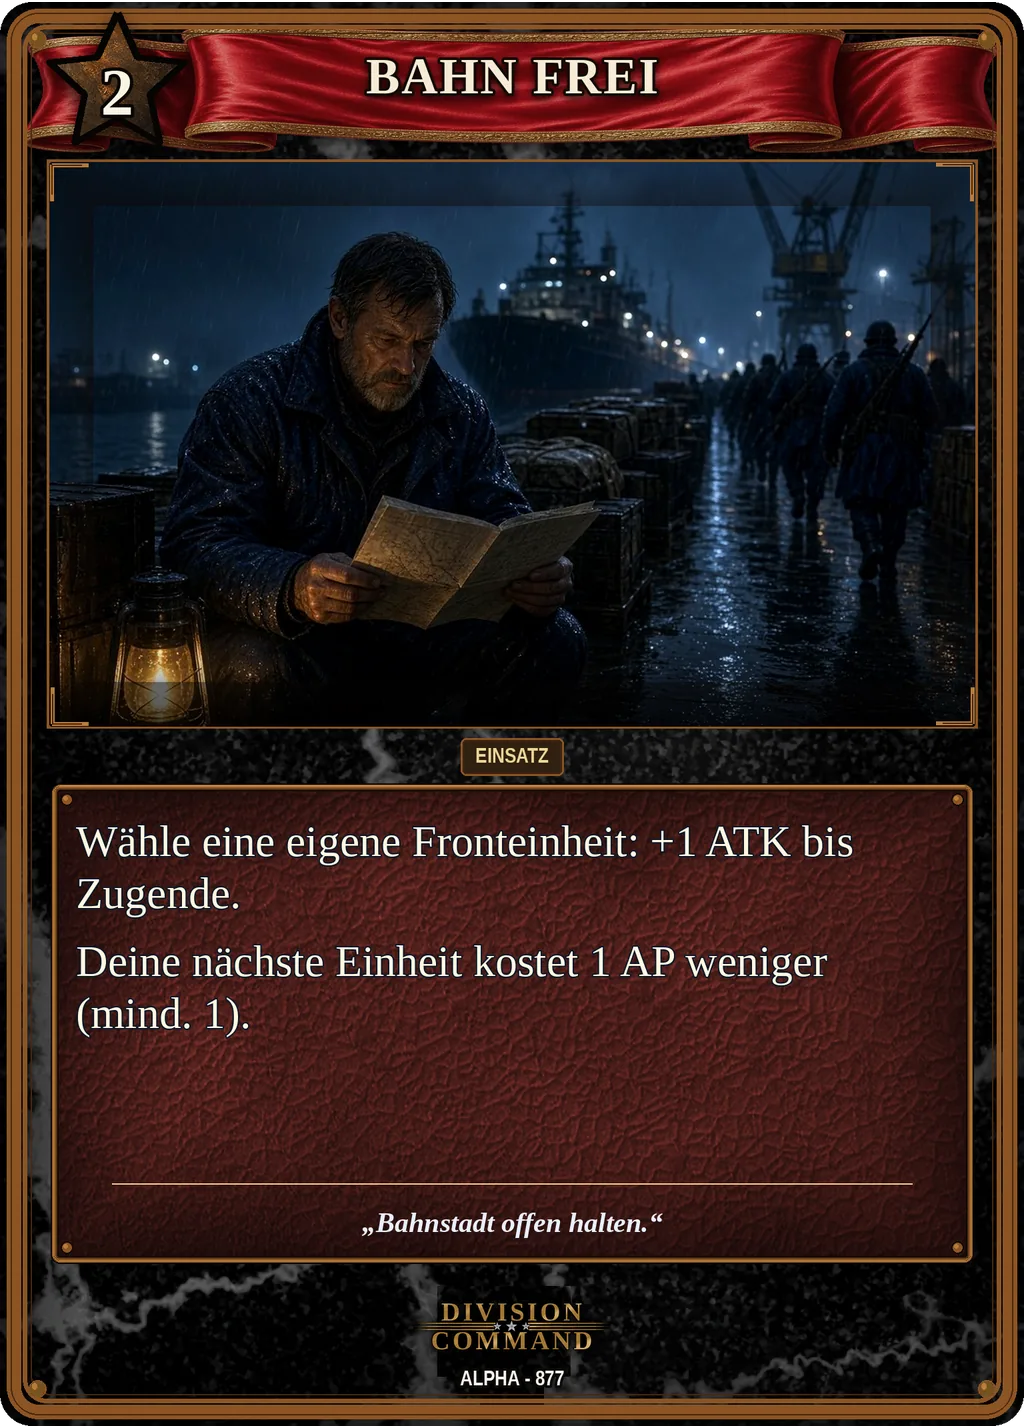 2
BAHN FREI
EINSATZ
Wähle eine eigene Fronteinheit: +1 ATK bis
Zugende.
Deine nächste Einheit kostet 1 AP weniger
(mind. 1).
„Bahnstadt offen halten.“
DIVISION
COMMAND
ALPHA - 877